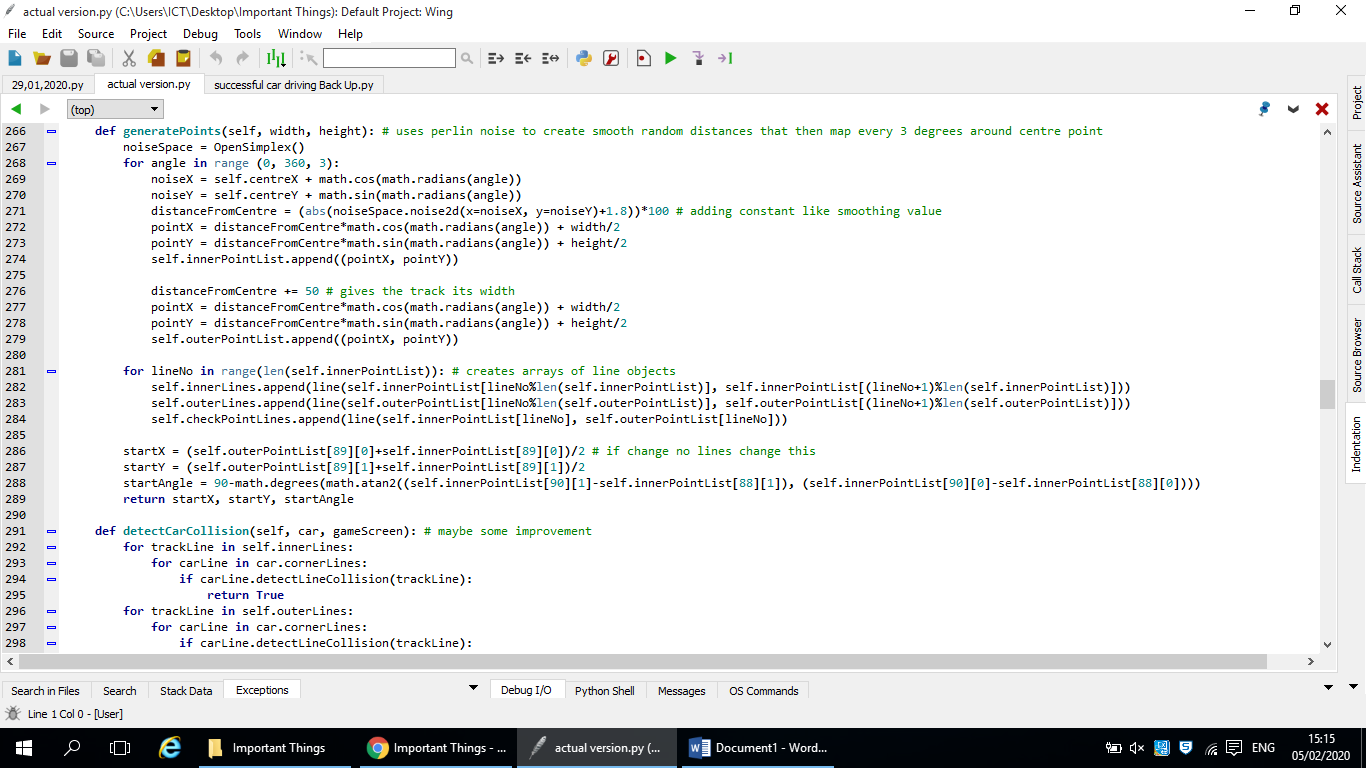 actual version.py (C:\Users\ICT\Desktop\Important Things): Default Project: Wing
File Edit Source Project Debug Tools Window Help
29,01,2020.py actual version.py successful car driving Back Up.py
(top)
266 def generatePoints(self, width, height): # uses perlin noise to create smooth random distances that then map every 3 degrees around centre point
267 noiseSpace = OpenSimplex()
268 for angle in range (0, 360, 3):
269 noiseX = self.centreX + math.cos(math.radians(angle))
270 noiseY = self.centreY + math.sin(math.radians(angle))
271 distanceFromCentre = (abs(noiseSpace.noise2d(x=noiseX, y=noiseY)+1.8))*100 # adding constant like smoothing value
272 pointX = distanceFromCentre*math.cos(math.radians(angle)) + width/2
273 pointY = distanceFromCentre*math.sin(math.radians(angle)) + height/2
274 self.innerPointList.append((pointX, pointY))
275
276 distanceFromCentre += 50 # gives the track its width
277 pointX = distanceFromCentre*math.cos(math.radians(angle)) + width/2
278 pointY = distanceFromCentre*math.sin(math.radians(angle)) + height/2
279 self.outerPointList.append((pointX, pointY))
280
281 for lineNo in range(len(self.innerPointList)): # creates arrays of line objects
282 self.innerLines.append(line(self.innerPointList[lineNo%len(self.innerPointList)], self.innerPointList[(lineNo+1)%len(self.innerPointList)]))
283 self.outerLines.append(line(self.outerPointList[lineNo%len(self.outerPointList)], self.outerPointList[(lineNo+1)%len(self.outerPointList)]))
284 self.checkPointLines.append(line(self.innerPointList[lineNo], self.outerPointList[lineNo]))
285
286 startX = (self.outerPointList[89][0]+self.innerPointList[89][0])/2 # if change no lines change this
287 startY = (self.outerPointList[89][1]+self.innerPointList[89][1])/2
288 startAngle = 90-math.degrees(math.atan2((self.innerPointList[90][1]-self.innerPointList[88][1]), (self.innerPointList[90][0]-self.innerPointList[88][0])))
289 return startX, startY, startAngle
290
291 def detectCarCollision(self, car, gameScreen): # maybe some improvement
292 for trackLine in self.innerLines:
293 for carLine in car.cornerLines:
294 if carLine.detectLineCollision(trackLine):
295 return True
296 for trackLine in self.outerLines:
297 for carLine in car.cornerLines:
298 if carLine.detectLineCollision(trackLine):
Project
Source Assistant
Call Stack
Source Browser
Indentation
Search in Files Search Stack Data Exceptions Debug I/O Python Shell Messages OS Commands
Line 1 Col 0 - [User]
Important Things Important Things - ... actual version.py (... Document1 - Word... ENG
15:15
05/02/2020